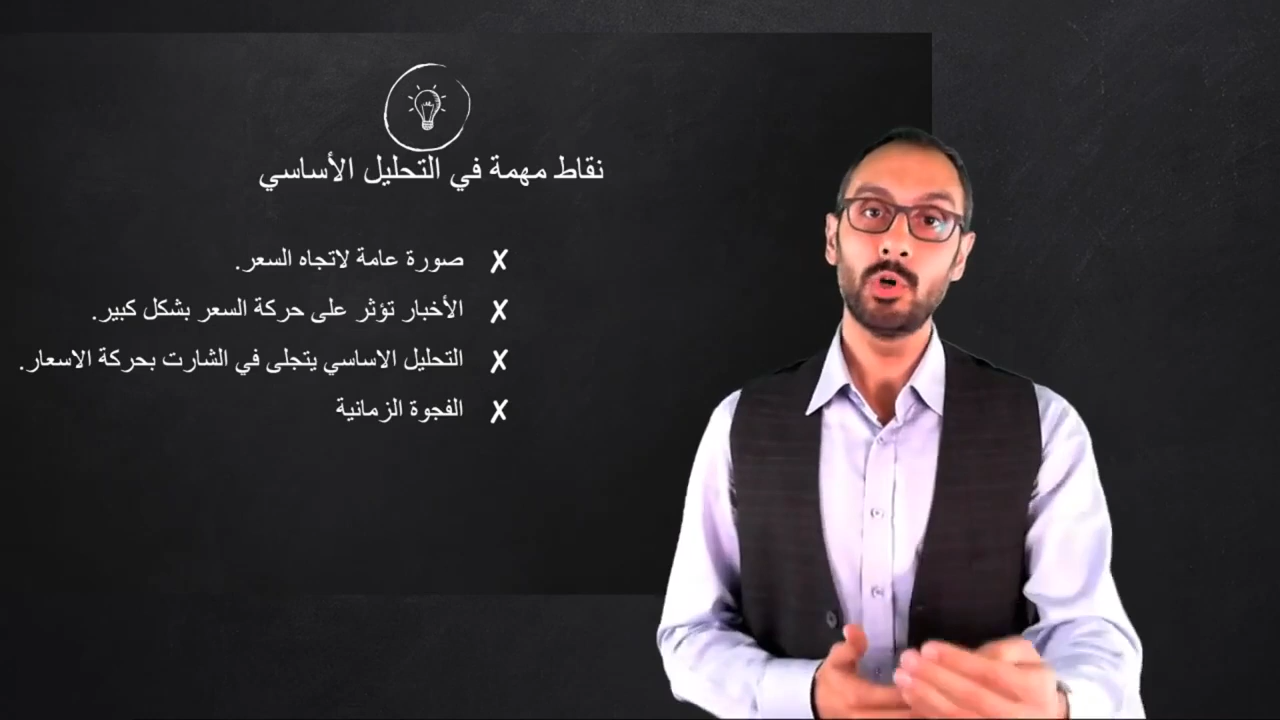 نقاط مهمة في التحليل الأساسي
✗ صورة عامة لاتجاه السعر.
✗ الأخبار تؤثر على حركة السعر بشكل كبير.
✗ التحليل الاساسي يتجلى في الشارت بحركة الاسعار.
✗ الفجوة الزمانية